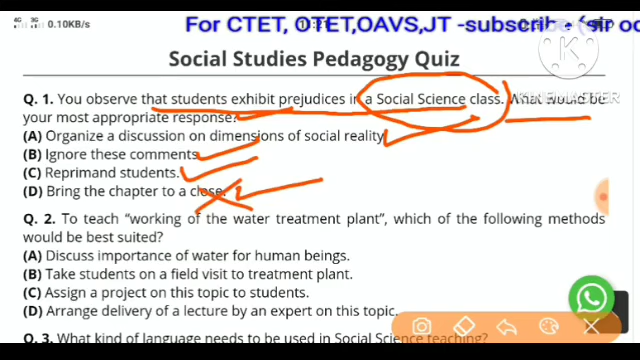 4G 3G 0.10KB/s
For CTET, OTET,OAVS,JT -subscribe (sir
Social Studies Pedagogy Quiz
Q. 1. You observe that students exhibit prejudices in a Social Science class. What would be
your most appropriate response?
(A) Organize a discussion on dimensions of social reality
(B) Ignore these comments
(C) Reprimand students.
(D) Bring the chapter to a close.
Q. 2. To teach “working of the water treatment plant”, which of the following methods
would be best suited?
(A) Discuss importance of water for human beings.
(B) Take students on a field visit to treatment plant.
(C) Assign a project on this topic to students.
(D) Arrange delivery of a lecture by an expert on this topic.
Q. 3. What kind of language needs to be used in Social Science teaching?
K
KINEMASTER